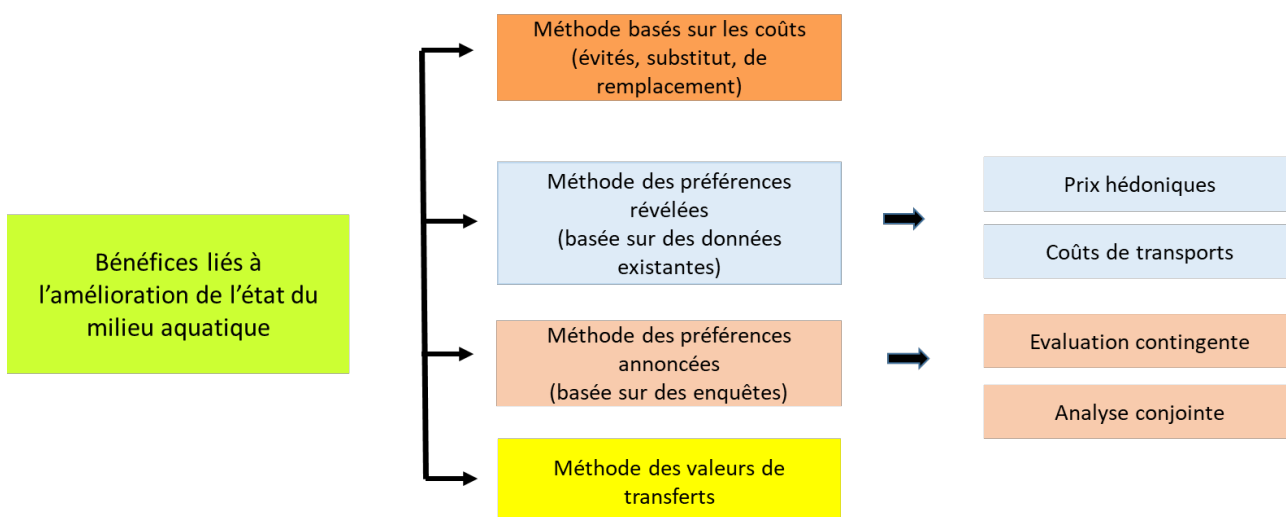 Bénéfices liés à
l'amélioration de l'état du
milieu aquatique
Méthode basés sur les coûts
(évités, substitut, de
remplacement)
Méthode des préférences
révélées
(basée sur des données
existantes)
Prix hédoniques
Coûts de transports
Méthode des préférences
annoncées
(basée sur des enquêtes)
Evaluation contingente
Analyse conjointe
Méthode des valeurs de
transferts